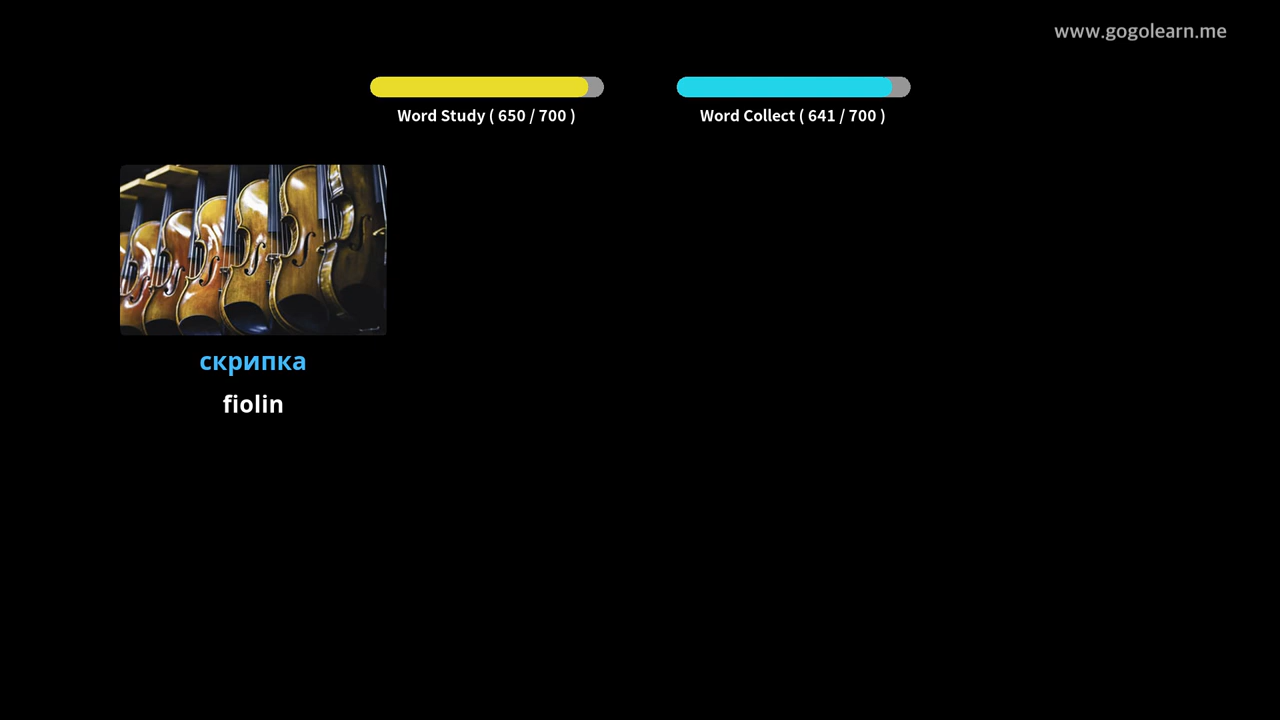 www.gogolearn.me
Word Study ( 650 / 700 )
Word Collect ( 641 / 700 )
скрипка
fiolin